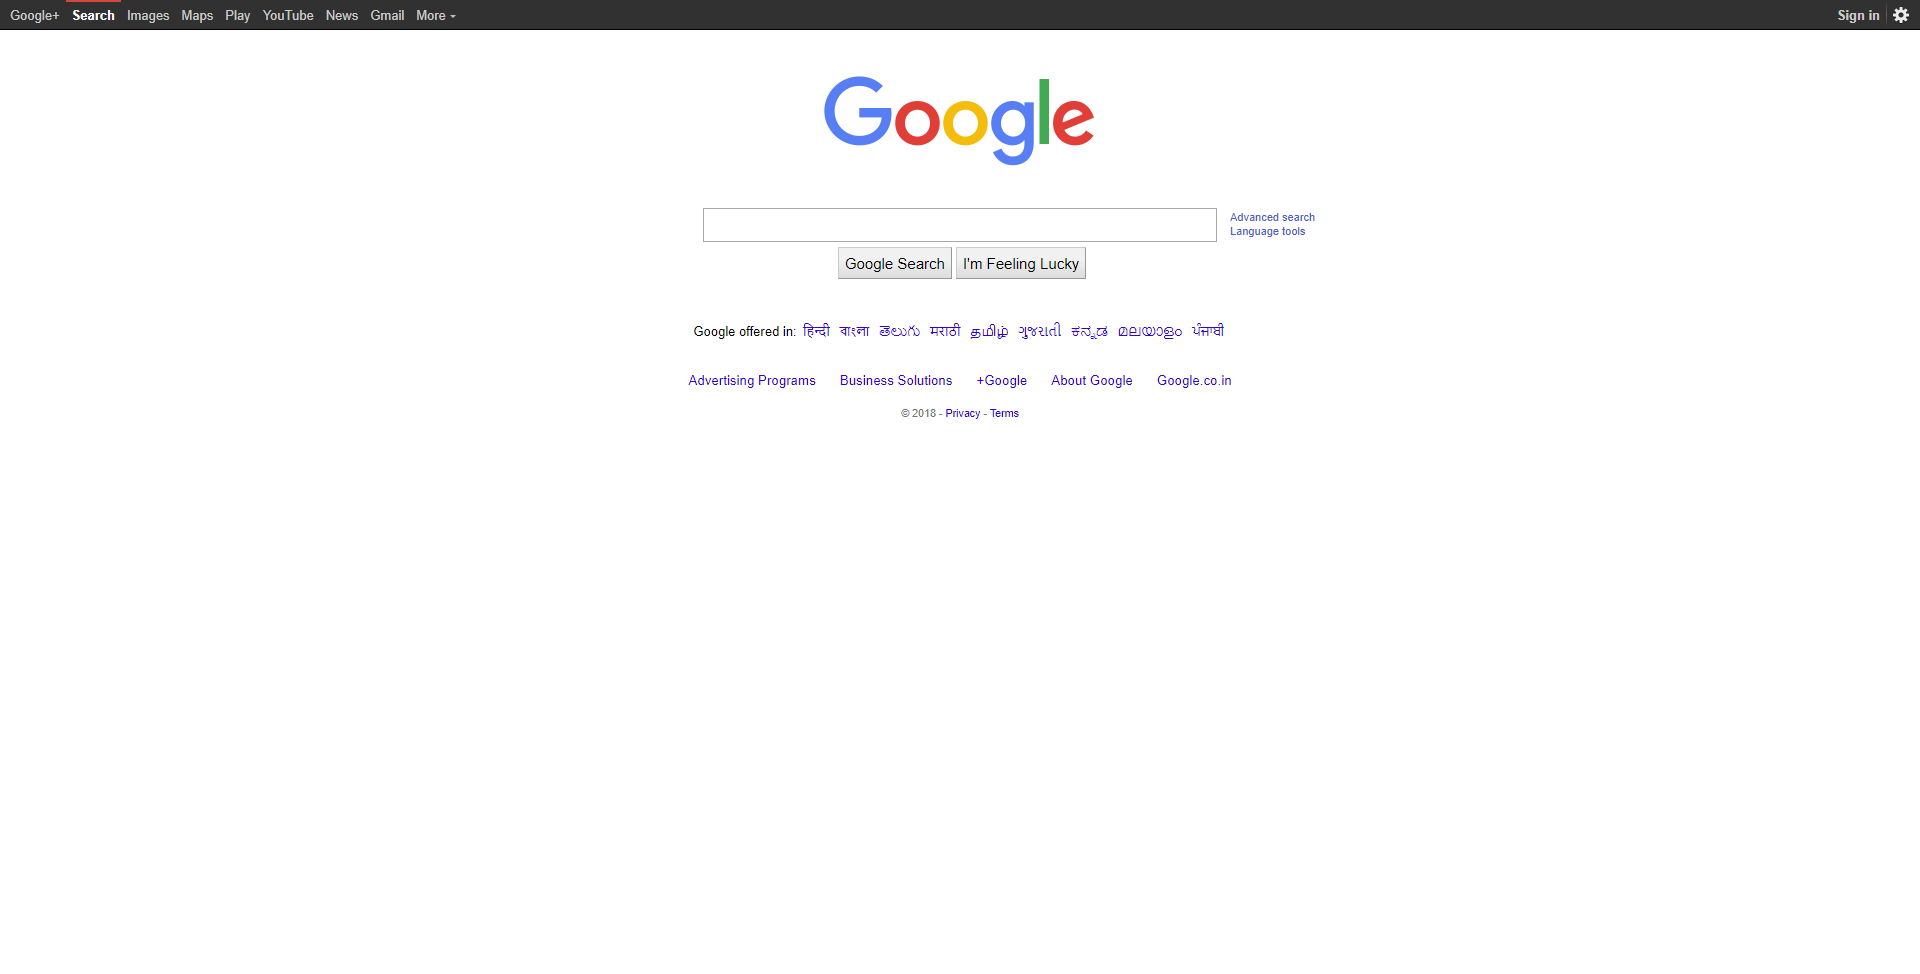 Google+ Search Images Maps Play YouTube News Gmail More Sign in
Google
Advanced search
Language tools
Google Search I'm Feeling Lucky
Google offered in: हिन्दी বাংলা తెలుగు मराठी தமிழ் ગુજરાતી ಕನ್ನಡ മലയാളം ਪੰਜਾਬੀ
Advertising Programs Business Solutions +Google About Google Google.co.in
© 2018 - Privacy - Terms